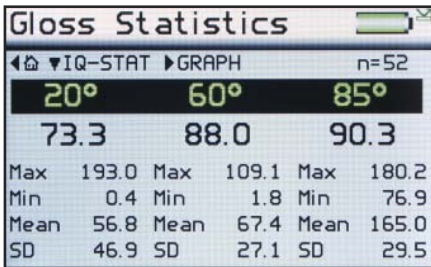 Gloss Statistics
◀⌂ ▼IQ-STAT ▶GRAPH n=52
20° 60° 85°
73.3 88.0 90.3
Max 193.0 Max 109.1 Max 180.2
Min 0.4 Min 1.8 Min 76.9
Mean 56.8 Mean 67.4 Mean 165.0
SD 46.9 SD 27.1 SD 29.5